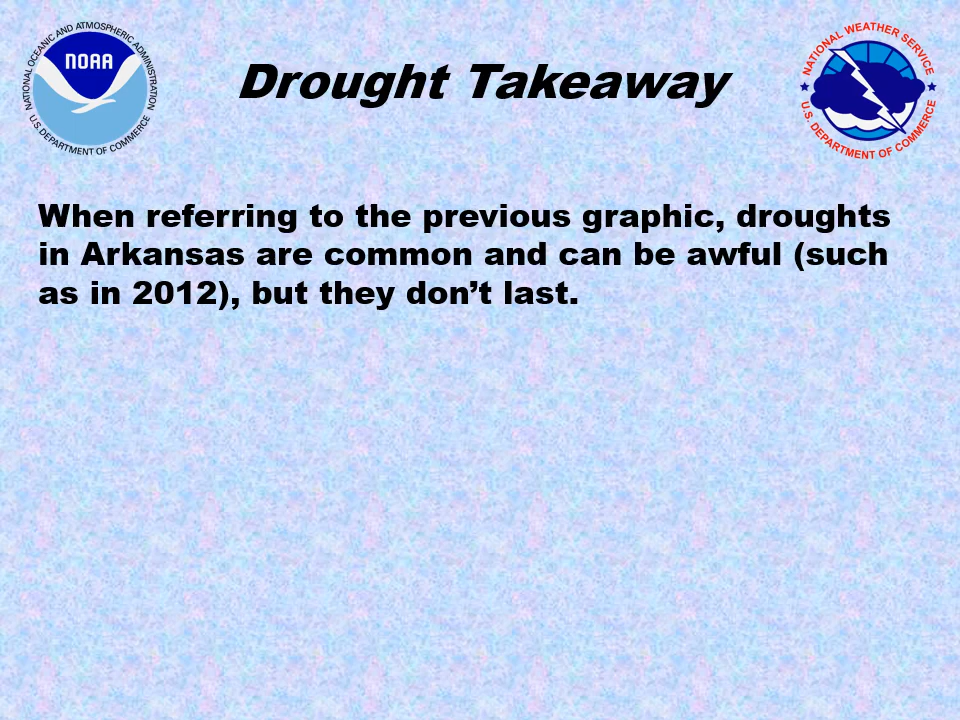 NATIONAL OCEANIC AND ATMOSPHERIC ADMINISTRATION
U.S. DEPARTMENT OF COMMERCE
NOAA
Drought Takeaway
NATIONAL WEATHER SERVICE
U.S. DEPARTMENT OF COMMERCE
When referring to the previous graphic, droughts
in Arkansas are common and can be awful (such
as in 2012), but they don’t last.